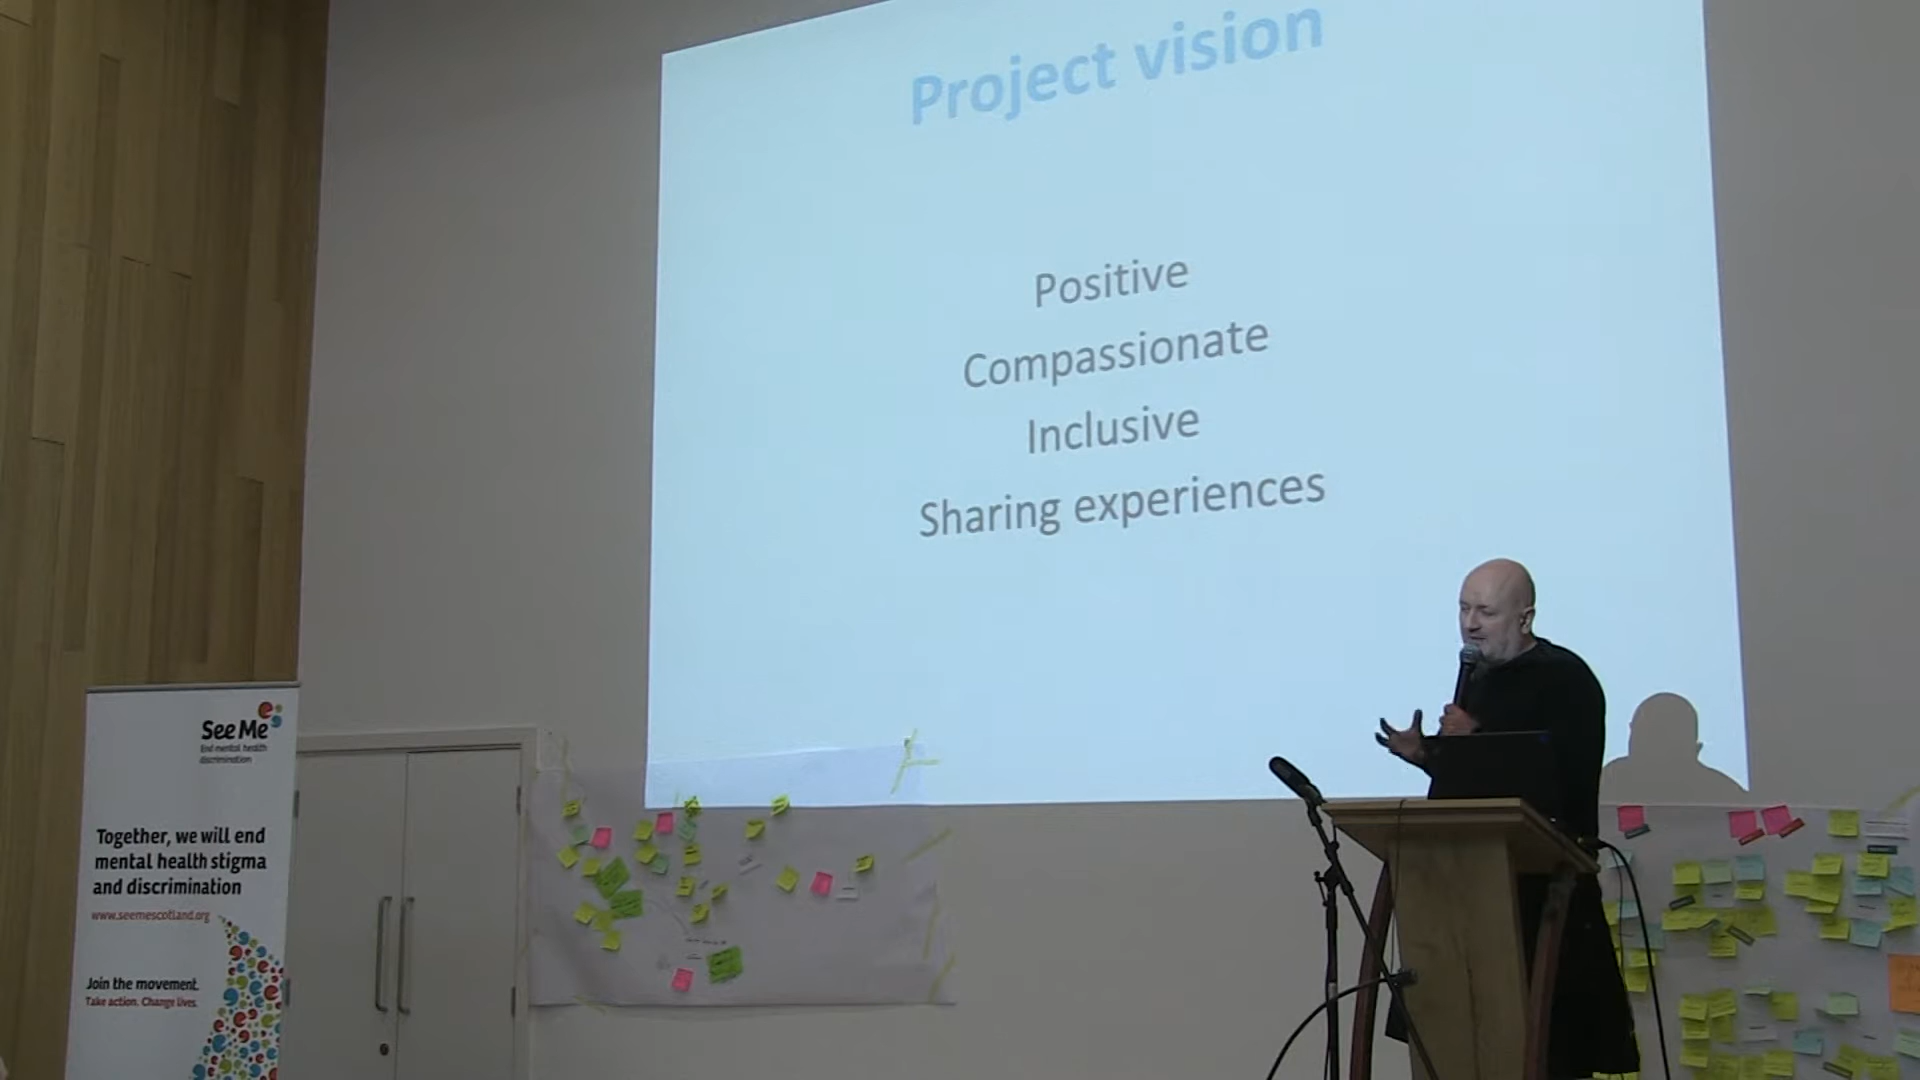 Project vision
Positive
Compassionate
Inclusive
Sharing experiences
See Me
End mental health
discrimination
Together, we will end
mental health stigma
and discrimination
www.seemescotland.org
Join the movement.
Take action. Change lives.